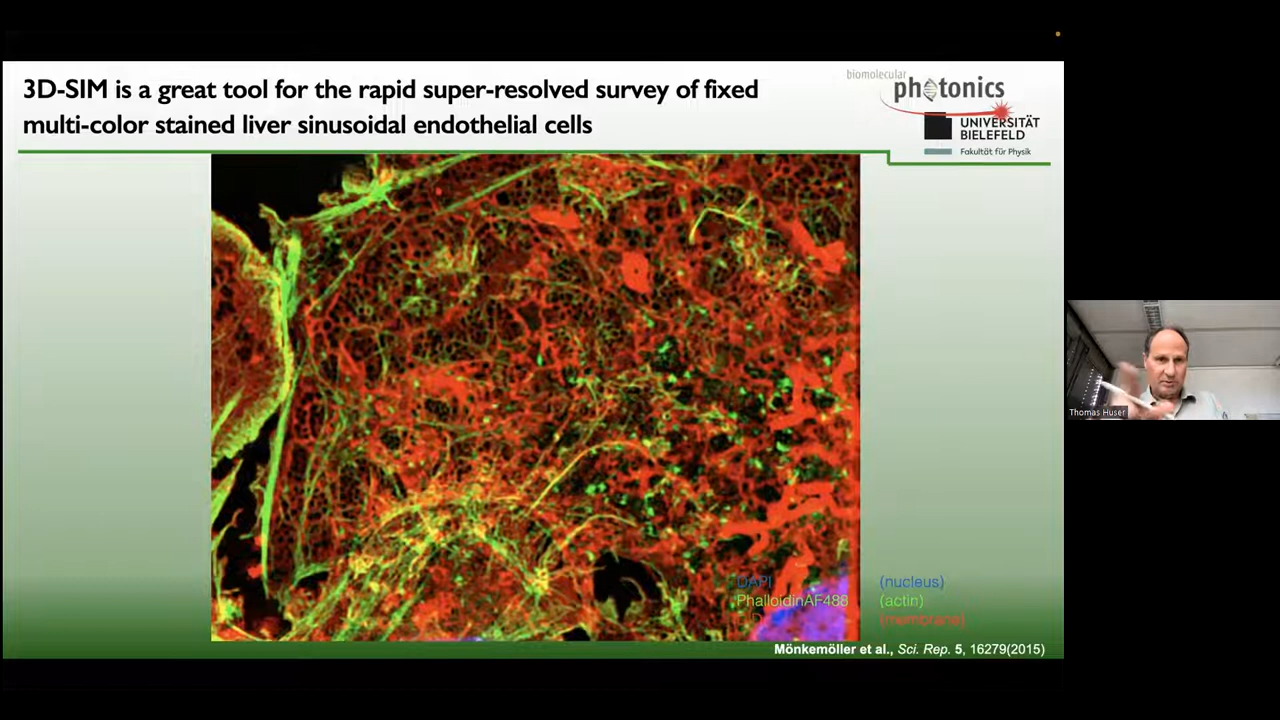 3D-SIM is a great tool for the rapid super-resolved survey of fixed
multi-color stained liver sinusoidal endothelial cells
biomolecular
photonics
UNIVERSITÄT
BIELEFELD
Fakultät für Physik
Thomas Huser
DAPI (nucleus)
PhalloidinAF488 (actin)
(membrane)
Mönkemöller et al., Sci. Rep. 5, 16279(2015)